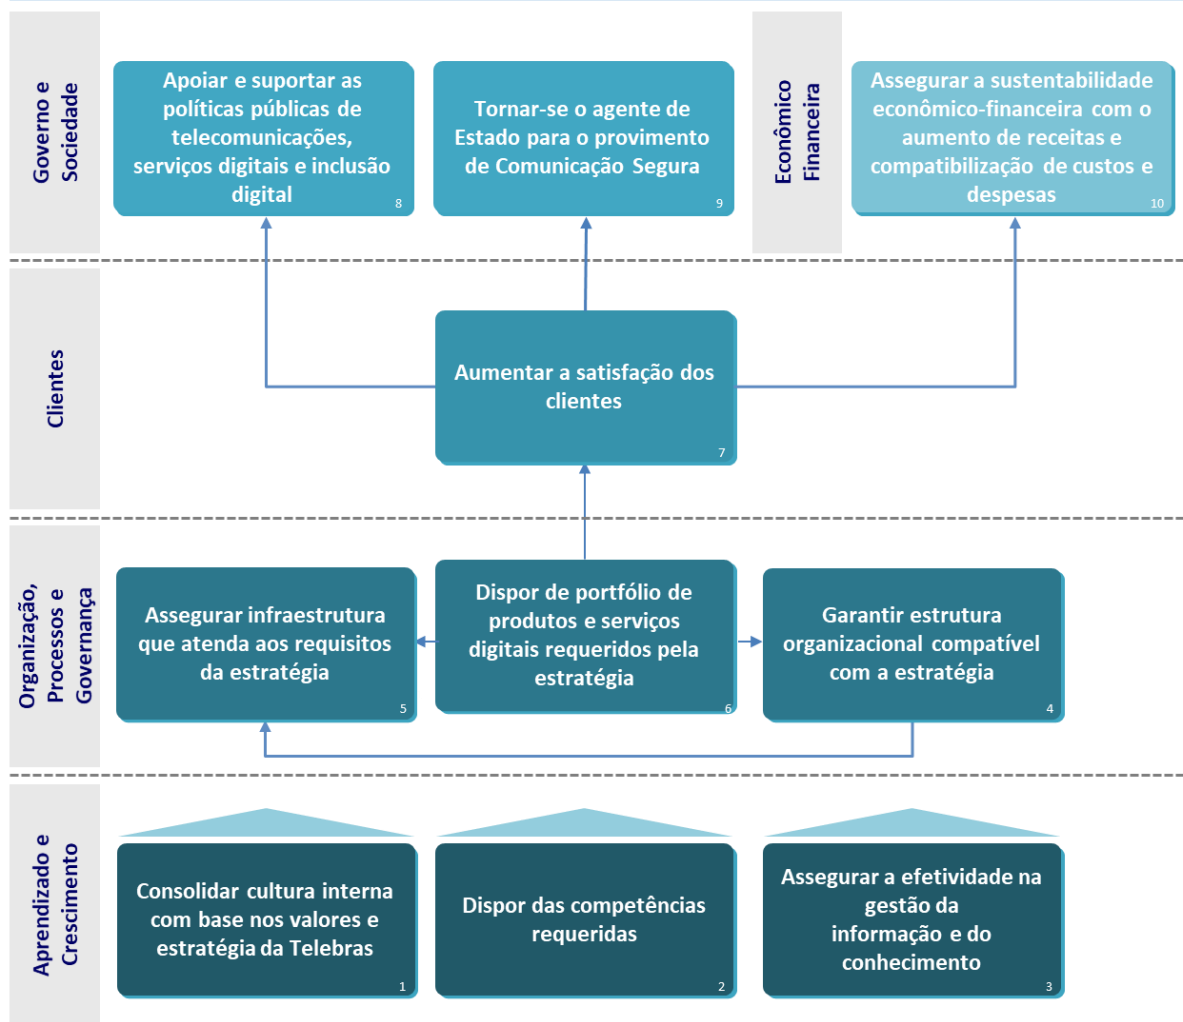 Governo e
Sociedade
Apoiar e suportar as
políticas públicas de
telecomunicações,
serviços digitais e inclusão
digital
8
Tornar-se o agente de
Estado para o provimento
de Comunicação Segura
9
Econômico
Financeira
Assegurar a sustentabilidade
econômico-financeira com o
aumento de receitas e
compatibilização de custos e
despesas
10
Clientes
Aumentar a satisfação dos
clientes
7
Organização,
Processos e
Governança
Assegurar infraestrutura
que atenda aos requisitos
da estratégia
5
Dispor de portfólio de
produtos e serviços
digitais requeridos pela
estratégia
6
Garantir estrutura
organizacional compatível
com a estratégia
4
Aprendizado e
Crescimento
Consolidar cultura interna
com base nos valores e
estratégia da Telebras
1
Dispor das competências
requeridas
2
Assegurar a efetividade na
gestão da
informação e do
conhecimento
3